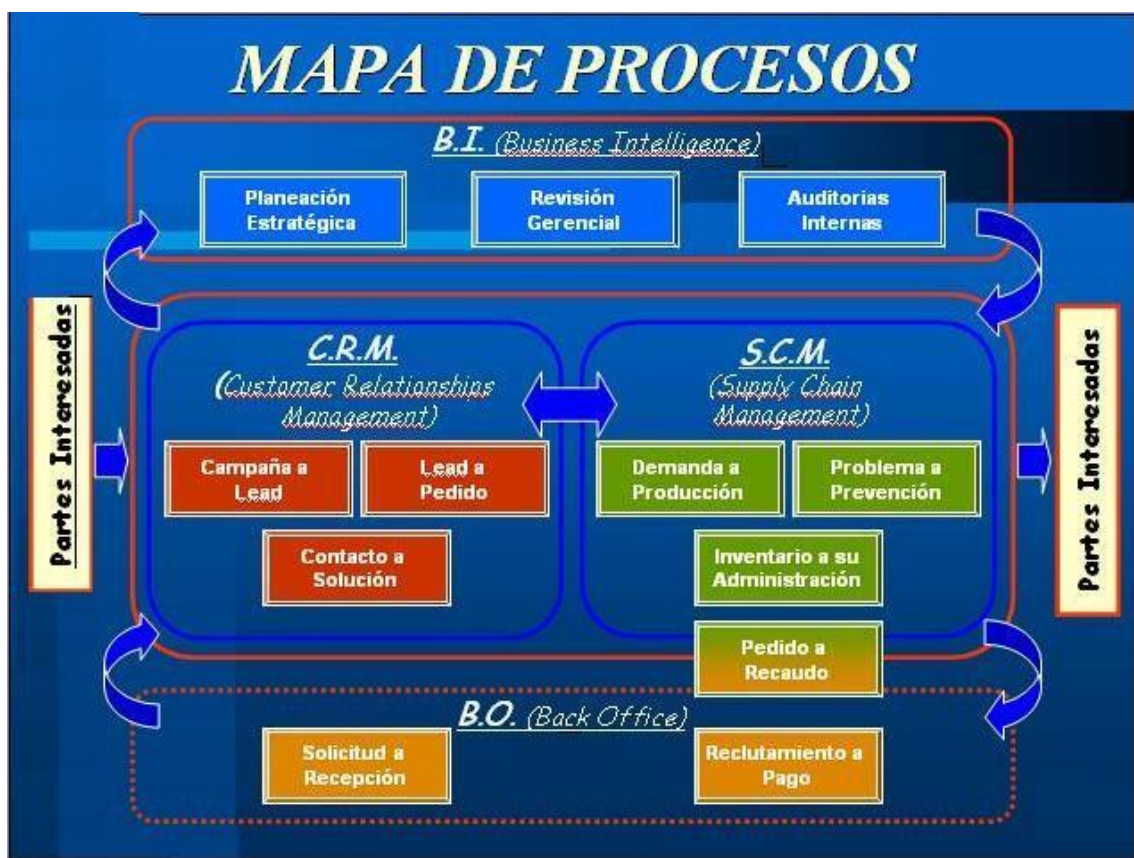 MAPA DE PROCESOS
B.I. (Business Intelligence)
Planeación
Estratégica
Revisión
Gerencial
Auditorias
Internas
Partes Interesadas
C.R.M.
(Customer Relationships
Management)
Campaña a
Lead
Lead a
Pedido
Contacto a
Solución
S.C.M.
(Supply Chain
Management)
Demanda a
Producción
Problema a
Prevención
Inventario a su
Administración
Pedido a
Recaudo
Partes Interesadas
B.O. (Back Office)
Solicitud a
Recepción
Reclutamiento a
Pago